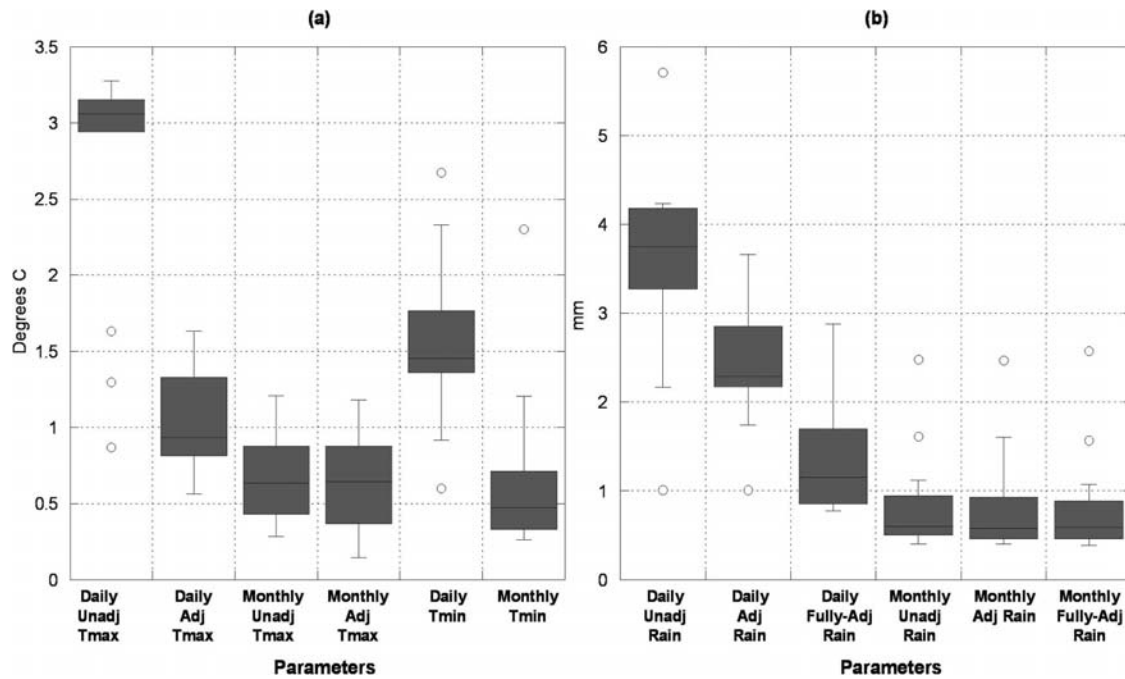 (a)
3.5
3
2.5
2
1.5
1
0.5
0
Degrees C
Daily
Unadj
Tmax
Daily
Adj
Tmax
Monthly
Unadj
Tmax
Monthly
Adj
Tmax
Daily
Tmin
Monthly
Tmin
Parameters
(b)
6
5
4
3
2
1
0
mm
Daily
Unadj
Rain
Daily
Adj
Rain
Daily
Fully-Adj
Rain
Monthly
Unadj
Rain
Monthly
Adj Rain
Monthly
Fully-Adj
Rain
Parameters